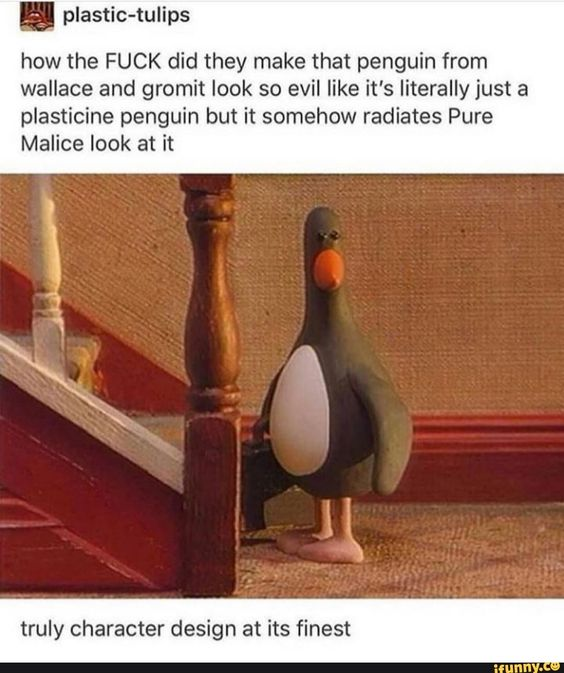 plastic-tulips
how the FUCK did they make that penguin from
wallace and gromit look so evil like it's literally just a
plasticine penguin but it somehow radiates Pure
Malice look at it
truly character design at its finest
ifunny.co